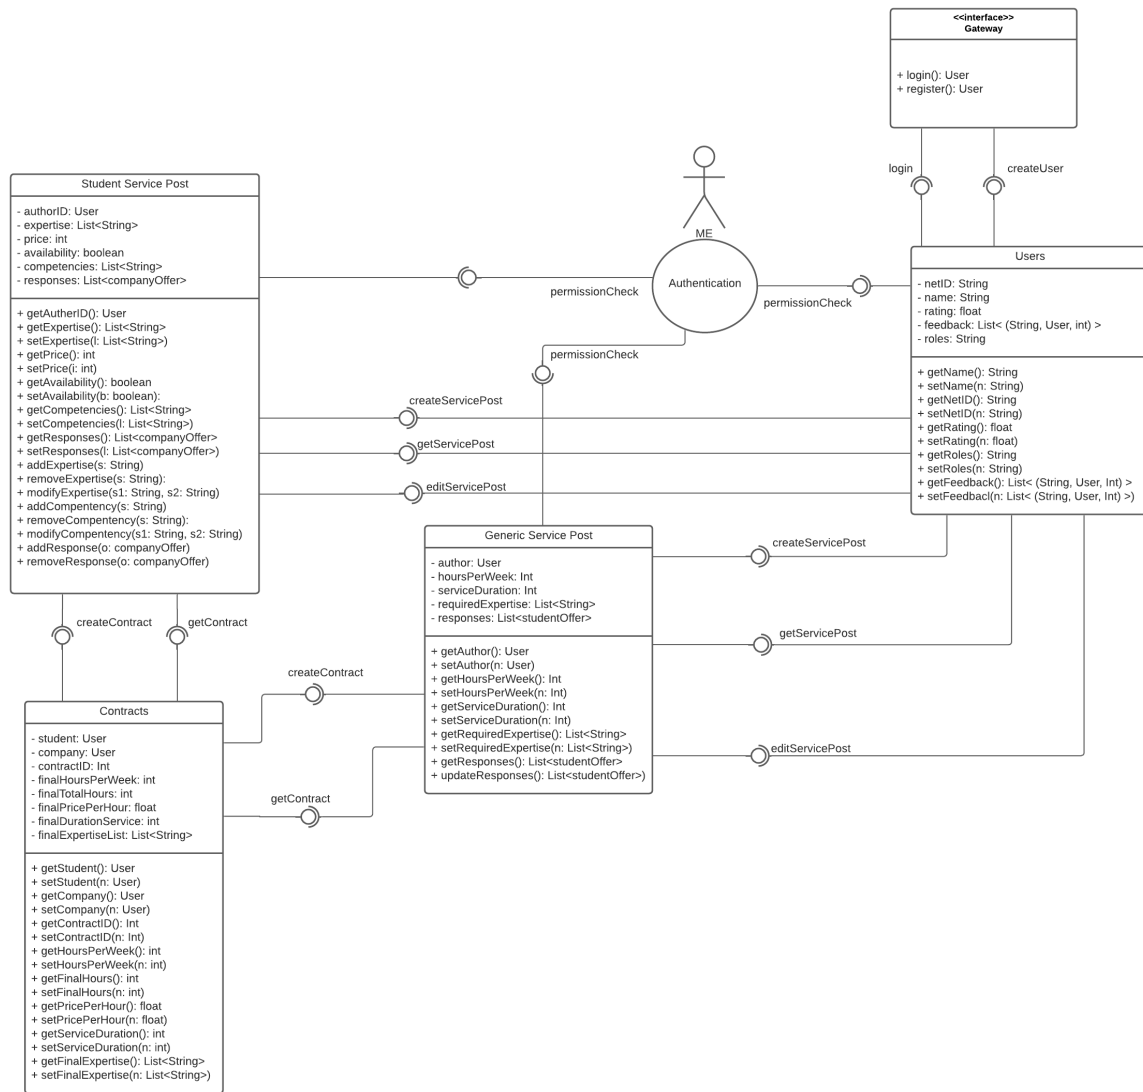 <<interface>>
Gateway
+ login(): User
+ register(): User
login
createUser
ME
Authentication
permissionCheck
permissionCheck
permissionCheck
Student Service Post
- authorID: User
- expertise: List<String>
- price: int
- availability: boolean
- competencies: List<String>
- responses: List<companyOffer>
+ getAutherID(): User
+ getExpertise(): List<String>
+ setExpertise(l: List<String>)
+ getPrice(): int
+ setPrice(i: int)
+ getAvailability(): boolean
+ setAvailability(b: boolean):
+ getCompetencies(): List<String>
+ setCompetencies(l: List<String>)
+ getResponses(): List<companyOffer>
+ setResponses(l: List<companyOffer>)
+ addExpertise(s: String)
+ removeExpertise(s: String):
+ modifyExpertise(s1: String, s2: String)
+ addCompentency(s: String)
+ removeCompentency(s: String):
+ modifyCompentency(s1: String, s2: String)
+ addResponse(o: companyOffer)
+ removeResponse(o: companyOffer)
Users
- netID: String
- name: String
- rating: float
- feedback: List< (String, User, int) >
- roles: String
+ getName(): String
+ setName(n: String)
+ getNetID(): String
+ setNetID(n: String)
+ getRating(): float
+ setRating(n: float)
+ getRoles(): String
+ setRoles(n: String)
+ getFeedback(): List< (String, User, Int) >
+ setFeedbacl(n: List< (String, User, Int) >)
createServicePost
getServicePost
editServicePost
Generic Service Post
- author: User
- hoursPerWeek: Int
- serviceDuration: Int
- requiredExpertise: List<String>
- responses: List<studentOffer>
+ getAuthor(): User
+ setAuthor(n: User)
+ getHoursPerWeek(): Int
+ setHoursPerWeek(n: Int)
+ getServiceDuration(): Int
+ setServiceDuration(n: Int)
+ getRequiredExpertise(): List<String>
+ setRequiredExpertise(n: List<String>)
+ getResponses(): List<studentOffer>
+ updateResponses(): List<studentOffer>)
createServicePost
getServicePost
editServicePost
createContract
getContract
createContract
getContract
Contracts
- student: User
- company: User
- contractID: Int
- finalHoursPerWeek: int
- finalTotalHours: int
- finalPricePerHour: float
- finalDurationService: int
- finalExpertiseList: List<String>
+ getStudent(): User
+ setStudent(n: User)
+ getCompany(): User
+ setCompany(n: User)
+ getContractID(): Int
+ setContractID(n: Int)
+ getHoursPerWeek(): int
+ setHoursPerWeek(n: int)
+ getFinalHours(): int
+ setFinalHours(n: int)
+ getPricePerHour(): float
+ setPricePerHour(n: float)
+ getServiceDuration(): int
+ setServiceDuration(n: int)
+ getFinalExpertise(): List<String>
+ setFinalExpertise(n: List<String>)